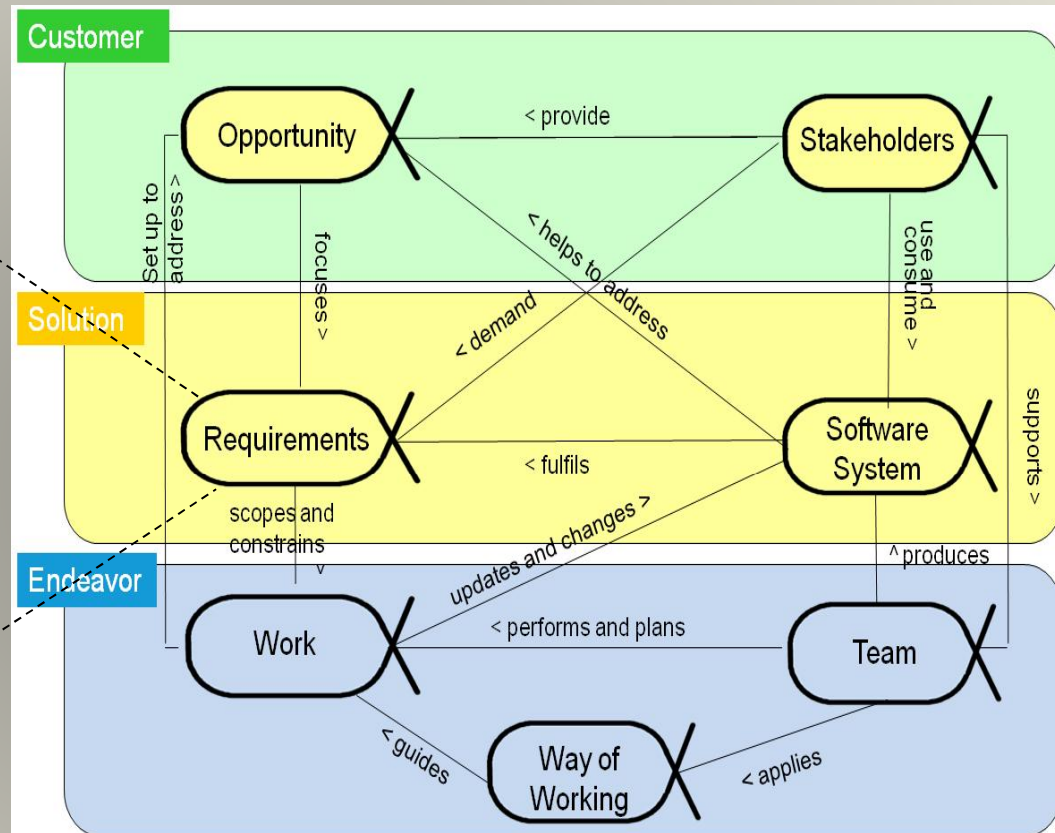 Customer
Opportunity
< provide
Stakeholders
Set up to
address >
focuses >
< helps to address
< demand
use and
consume >
Solution
Requirements
< fulfils
Software
System
supports >
scopes and
constrains
v
updates and changes >
^ produces
Endeavor
Work
< performs and plans
Team
< guides
Way of
Working
< applies